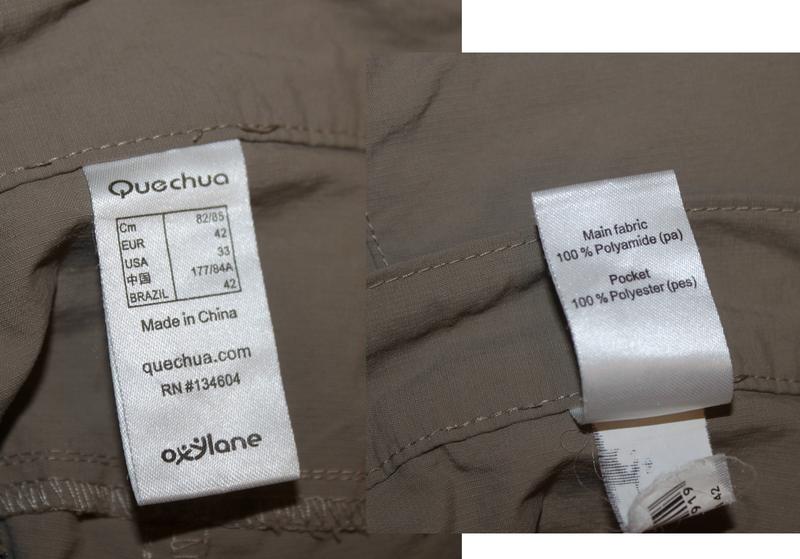 Quechua
Cm 82/85
EUR 42
USA 33
中国 177/84A
BRAZIL 42
Made in China
quechua.com
RN #134604
oxylane
Main fabric
100 % Polyamide (pa)
Pocket
100 % Polyester (pes)
42